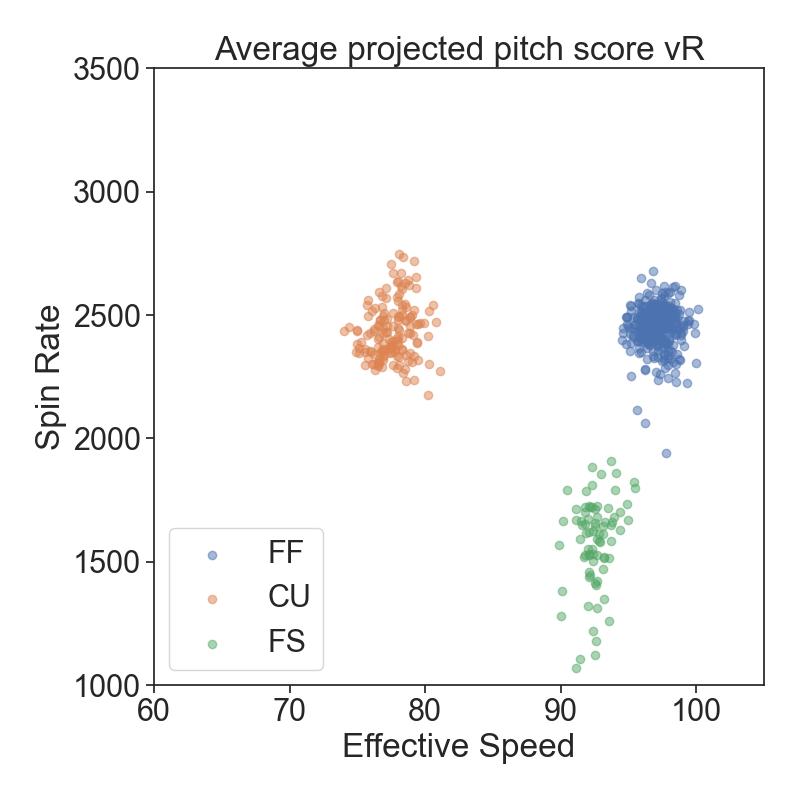 Average projected pitch score vR
3500
3000
2500
2000
1500
1000
Spin Rate
FF
CU
FS
60 70 80 90 100
Effective Speed